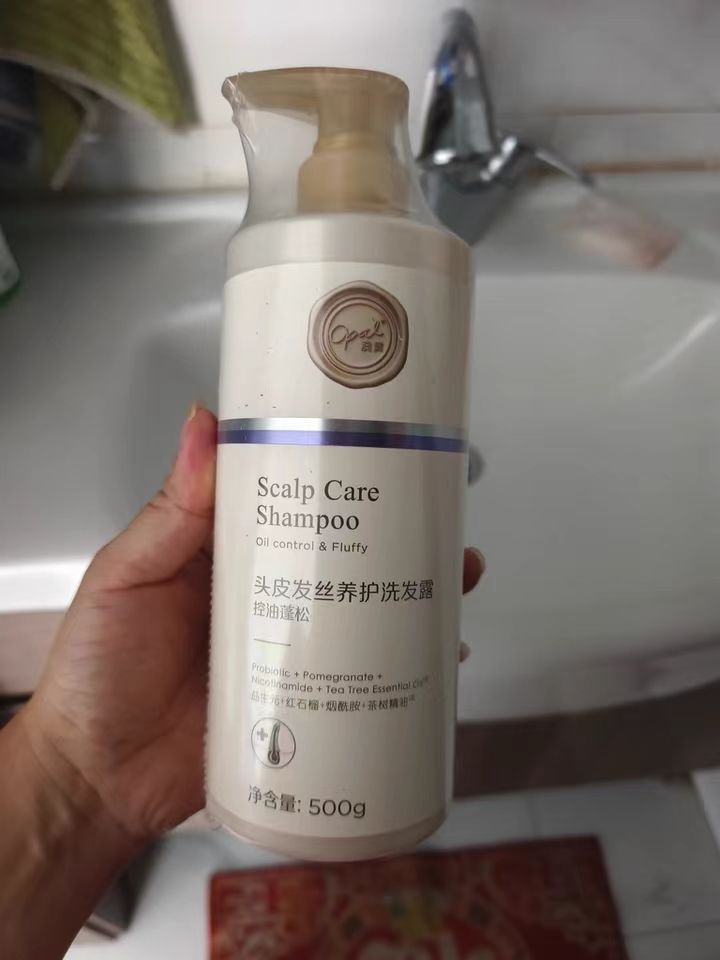 Opal
澳雪
Scalp Care
Shampoo
Oil control & Fluffy
头皮发丝养护洗发露
控油蓬松
Probiotic + Pomegranate +
Nicotinamide + Tea Tree Essential
益生元+红石榴+烟酰胺+茶树精油
净含量: 500g